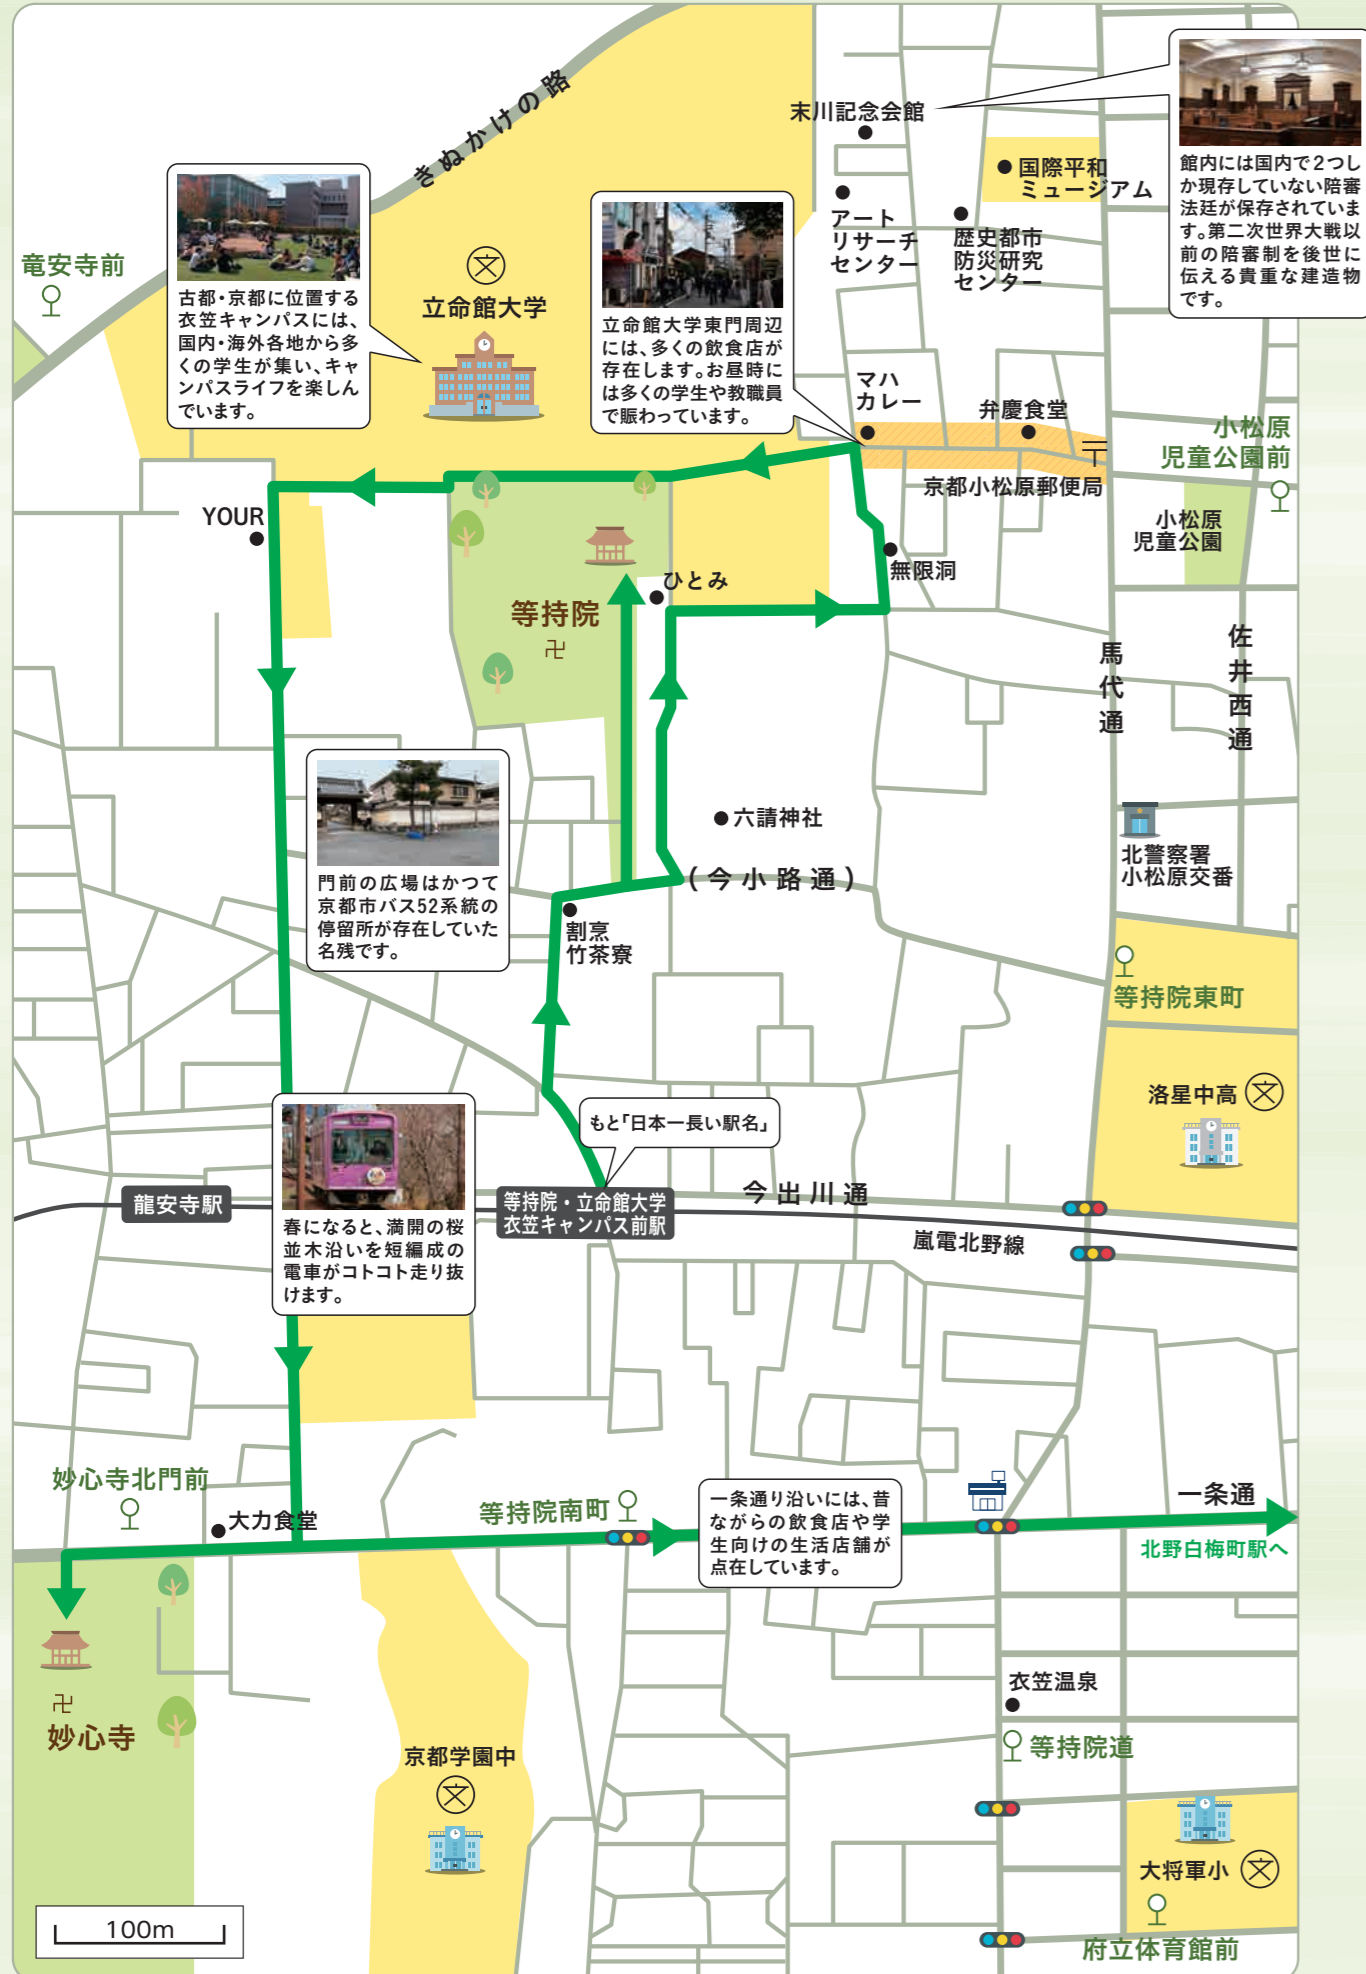 きぬかけの路
末川記念会館
国際平和
ミュージアム
アート
リサーチ
センター
歴史都市
防災研究
センター
館内には国内で2つし
か現存していない陪審
法廷が保存されていま
す。第二次世界大戦以
前の陪審制を後世に
伝える貴重な建造物
です。
竜安寺前
古都・京都に位置する
衣笠キャンパスには、
国内・海外各地から多
くの学生が集い、キャ
ンパスライフを楽しん
でいます。
文
立命館大学
立命館大学東門周辺
には、多くの飲食店が
存在します。お昼時に
は多くの学生や教職員
で賑わっています。
マハ
カレー
弁慶食堂
京都小松原郵便局
小松原
児童公園前
小松原
児童公園
YOUR
無限洞
ひとみ
等持院
卍
馬代通
佐井西通
六請神社
(今小路通)
北警察署
小松原交番
門前の広場はかつて
京都市バス52系統の
停留所が存在していた
名残です。
割烹
竹茶寮
等持院東町
洛星中高
文
もと「日本一長い駅名」
龍安寺駅
等持院・立命館大学
衣笠キャンパス前駅
今出川通
嵐電北野線
春になると、満開の桜
並木沿いを短編成の
電車がコトコト走り抜
けます。
妙心寺北門前
大力食堂
等持院南町
一条通り沿いには、昔
ながらの飲食店や学
生向けの生活店舗が
点在しています。
一条通
北野白梅町駅へ
卍
妙心寺
京都学園中
文
衣笠温泉
等持院道
大将軍小
文
府立体育館前
100m